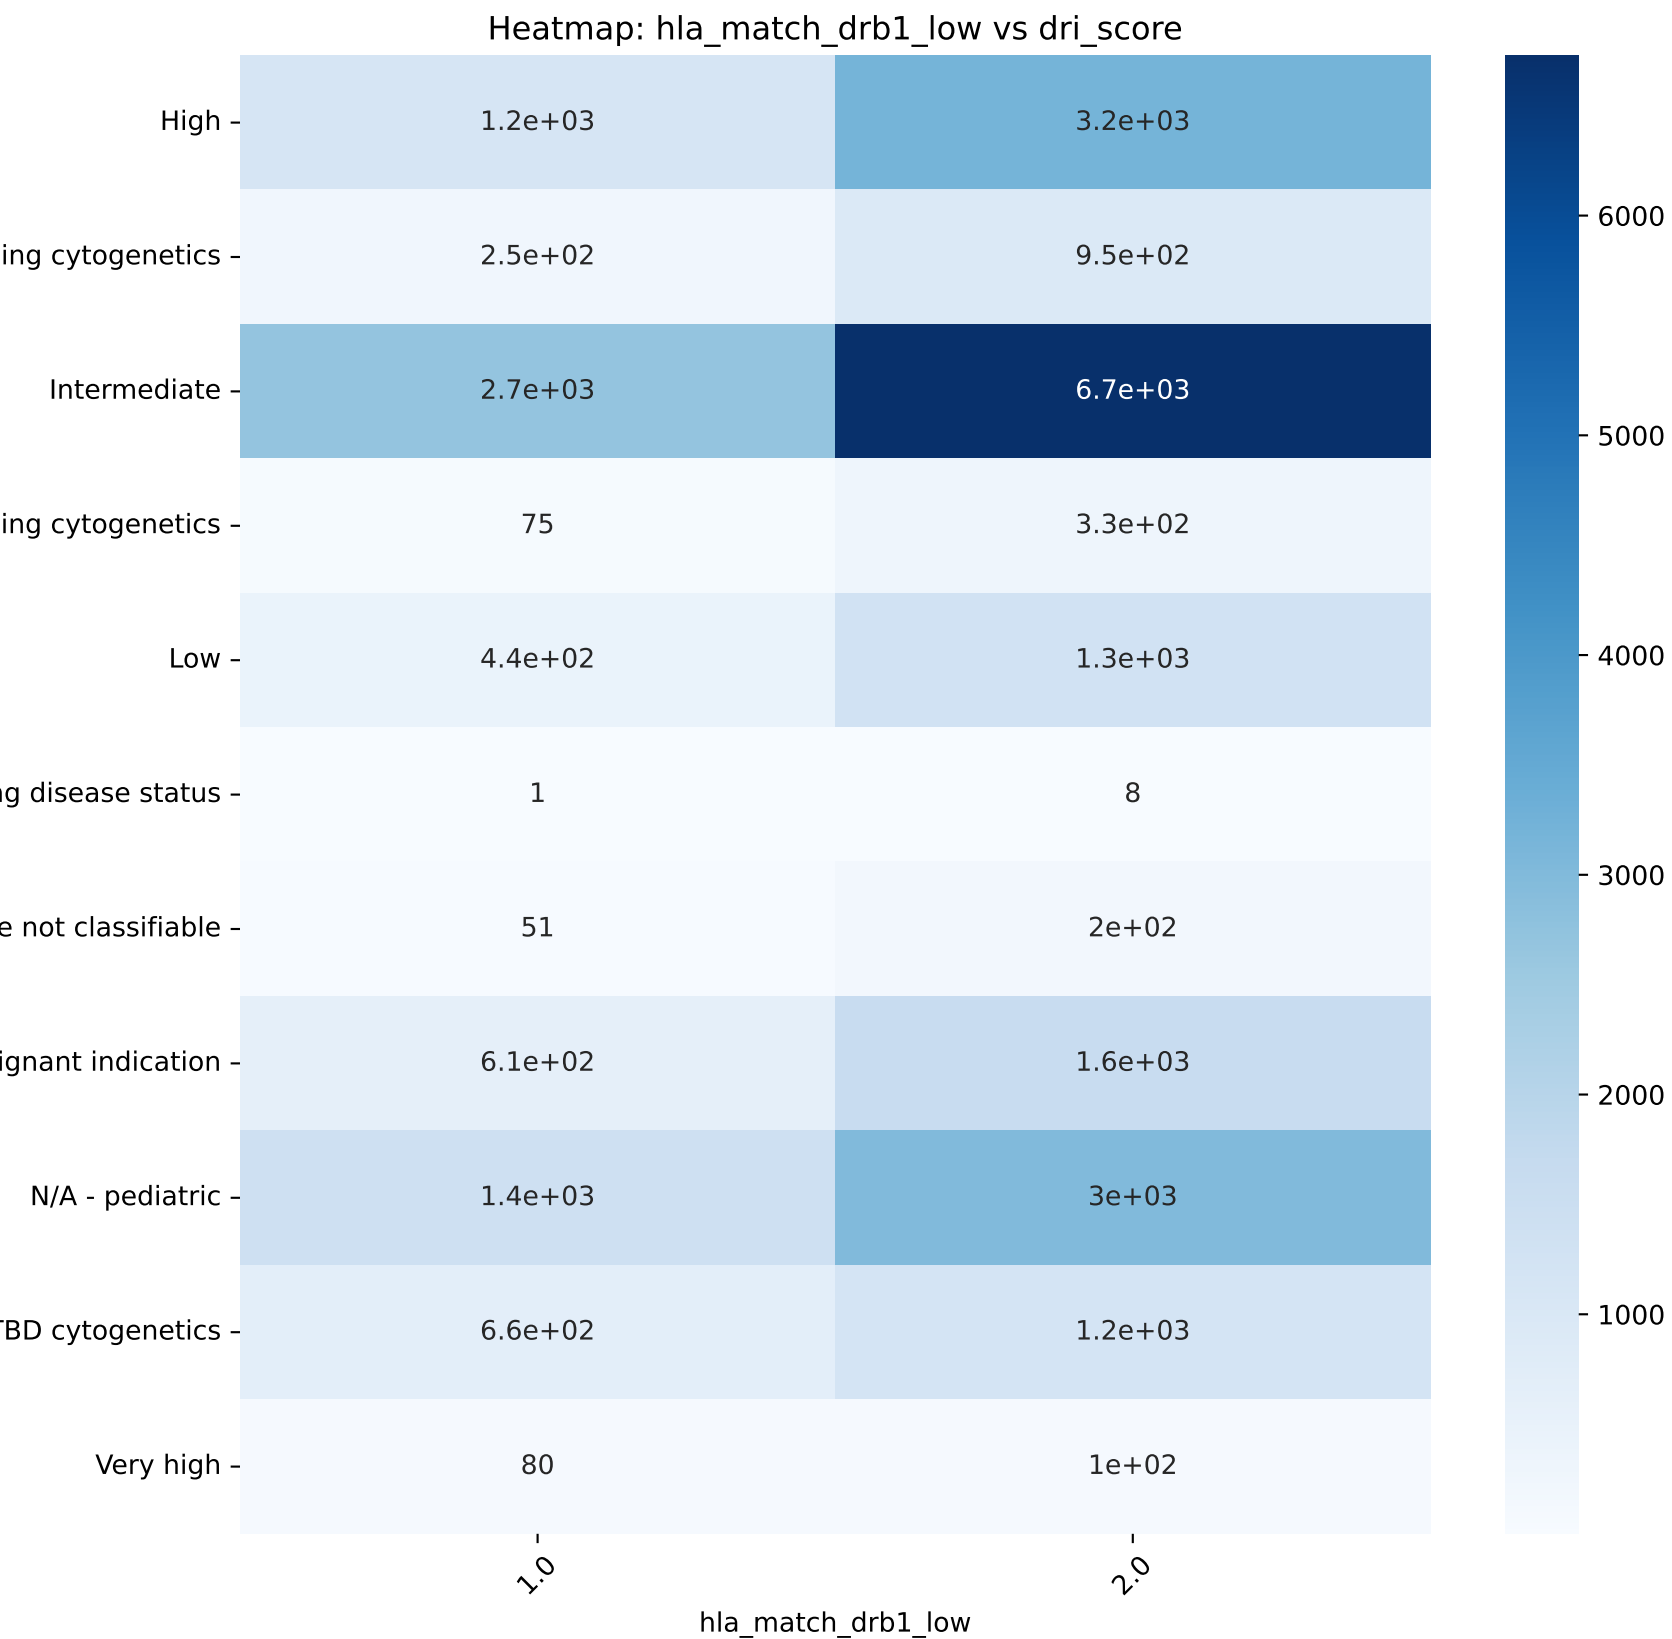 Heatmap: hla_match_drb1_low vs dri_score
High 1.2e+03 3.2e+03
ing cytogenetics 2.5e+02 9.5e+02
Intermediate 2.7e+03 6.7e+03
ing cytogenetics 75 3.3e+02
Low 4.4e+02 1.3e+03
g disease status 1 8
e not classifiable 51 2e+02
ignant indication 6.1e+02 1.6e+03
N/A - pediatric 1.4e+03 3e+03
TBD cytogenetics 6.6e+02 1.2e+03
Very high 80 1e+02
1.0 2.0
hla_match_drb1_low
6000
5000
4000
3000
2000
1000